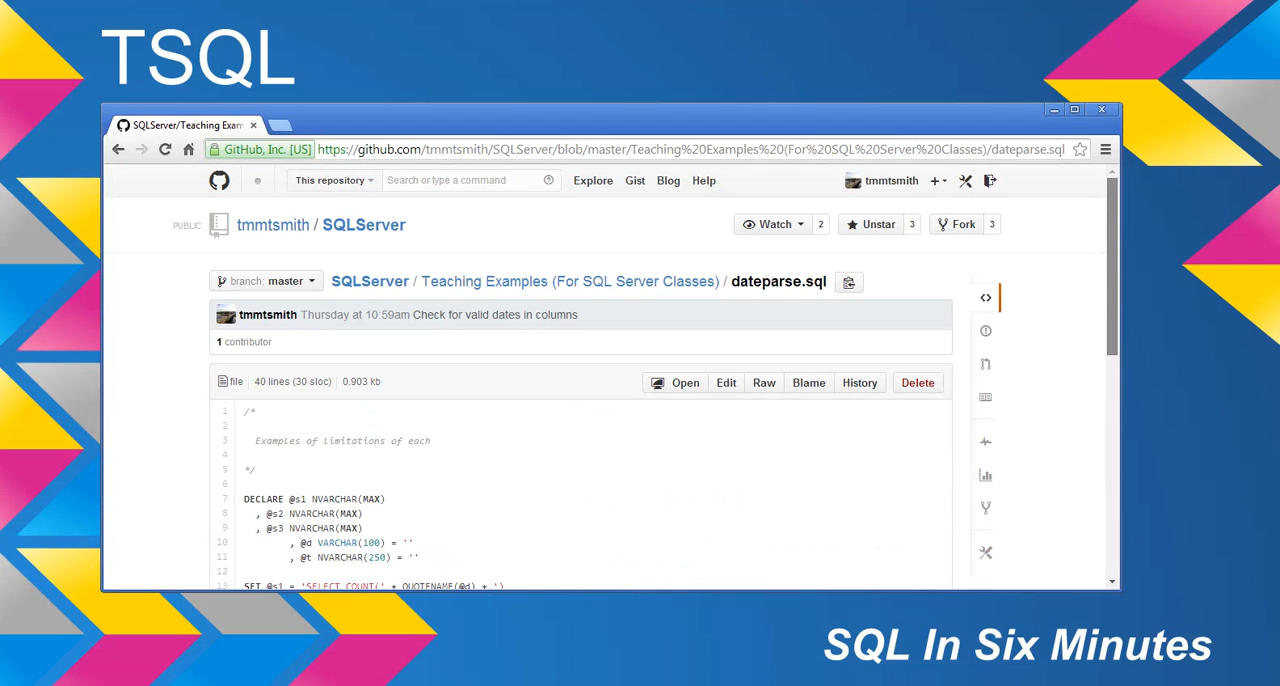 TSQL
SQLServer/Teaching Exam
GitHub, Inc. [US] https://github.com/tmmtsmith/SQLServer/blob/master/Teaching%20Examples%20(For%20SQL%20Server%20Classes)/dateparse.sql
This repository Search or type a command Explore Gist Blog Help tmmtsmith
PUBLIC tmmtsmith / SQLServer Watch 2 Unstar 3 Fork 3
branch: master SQLServer / Teaching Examples (For SQL Server Classes) / dateparse.sql
tmmtsmith Thursday at 10:59am Check for valid dates in columns
1 contributor
file 40 lines (30 sloc) 0.903 kb Open Edit Raw Blame History Delete
1 /*
2
3 Examples of limitations of each
4
5 */
6
7 DECLARE @s1 NVARCHAR(MAX)
8 , @s2 NVARCHAR(MAX)
9 , @s3 NVARCHAR(MAX)
10 , @d VARCHAR(100) = ''
11 , @t NVARCHAR(250) = ''
12
13 SET @s1 = 'SELECT COUNT(' + QUOTENAME(@d) + ')
SQL In Six Minutes